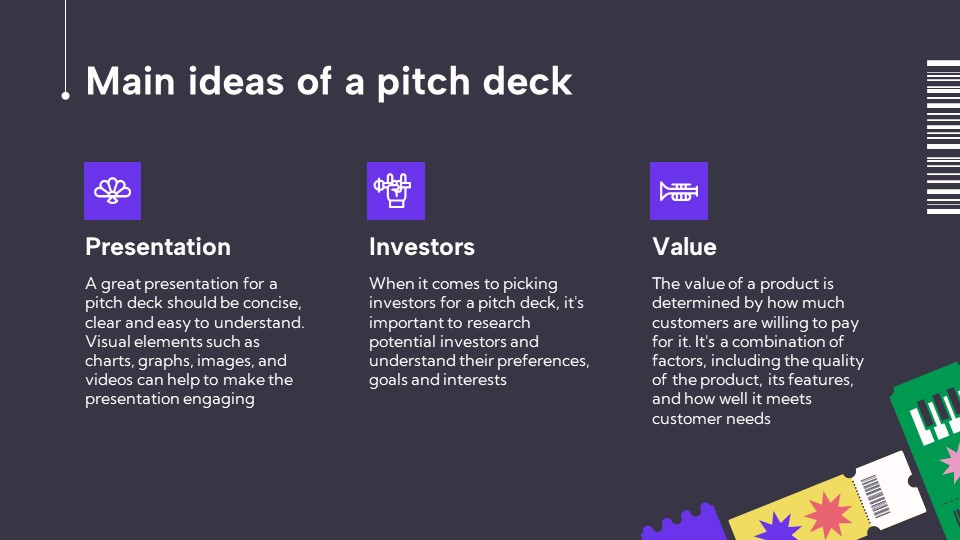 Main ideas of a pitch deck
Presentation
A great presentation for a
pitch deck should be concise,
clear and easy to understand.
Visual elements such as
charts, graphs, images, and
videos can help to make the
presentation engaging
Investors
When it comes to picking
investors for a pitch deck, it's
important to research
potential investors and
understand their preferences,
goals and interests
Value
The value of a product is
determined by how much
customers are willing to pay
for it. It's a combination of
factors, including the quality
of the product, its features,
and how well it meets
customer needs